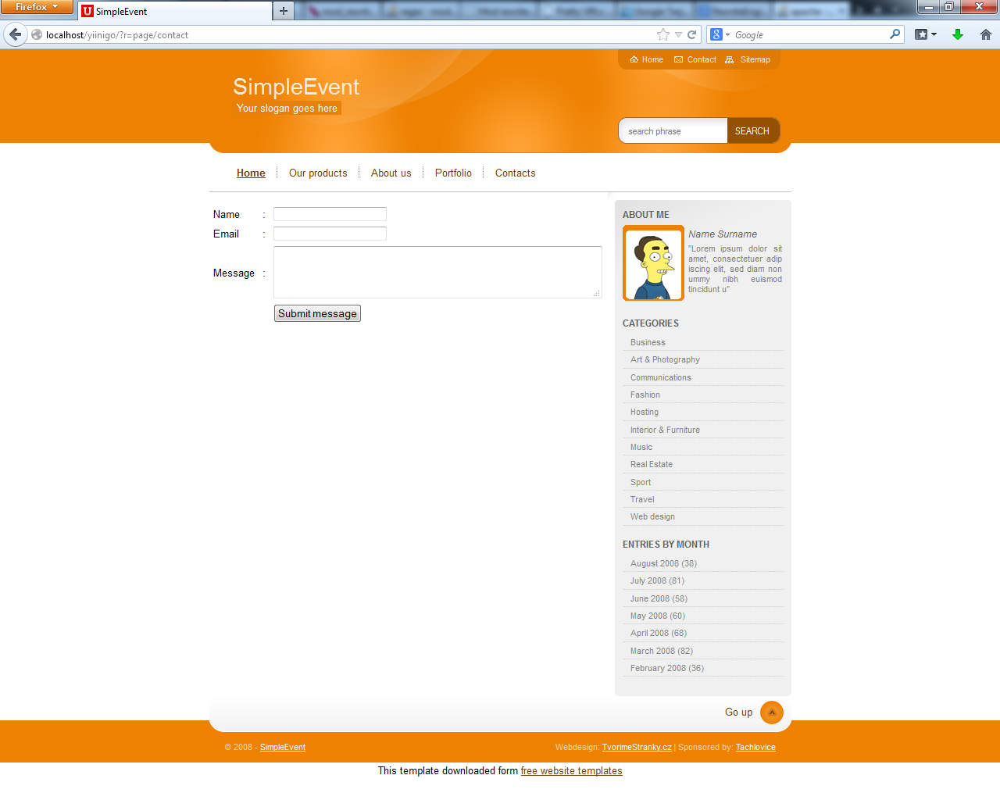 Firefox
SimpleEvent
localhost/yiinigo/?r=page/contact
Google
Home Contact Sitemap
SimpleEvent
Your slogan goes here
search phrase SEARCH
Home Our products About us Portfolio Contacts
Name :
Email :
Message :
Submit message
ABOUT ME
Name Surname
"Lorem ipsum dolor sit
amet, consectetuer adip
iscing elit, sed diam non
ummy nibh euismod
tincidunt u"
CATEGORIES
Business
Art & Photography
Communications
Fashion
Hosting
Interior & Furniture
Music
Real Estate
Sport
Travel
Web design
ENTRIES BY MONTH
August 2008 (38)
July 2008 (81)
June 2008 (58)
May 2008 (60)
April 2008 (68)
March 2008 (82)
February 2008 (36)
Go up
© 2008 - SimpleEvent
Webdesign: TvorimeStranky.cz | Sponsored by: Tachlovice
This template downloaded form free website templates